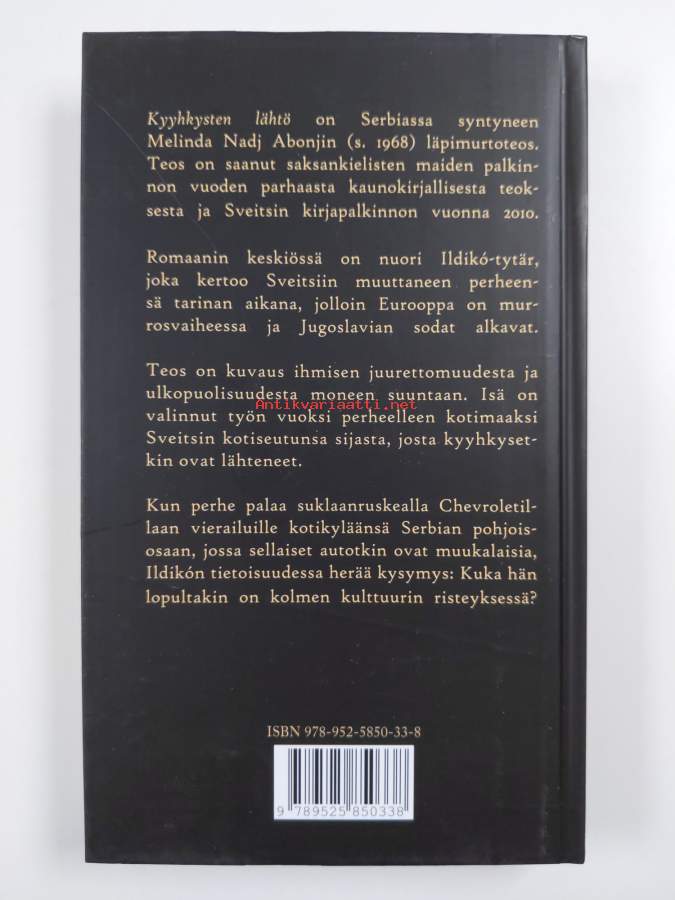 Kyyhkysten lähtö on Serbiassa syntyneen
Melinda Nadj Abonjin (s. 1968) läpimurtoteos.
Teos on saanut saksankielisten maiden palkin-
non vuoden parhaasta kaunokirjallisesta teok-
sesta ja Sveitsin kirjapalkinnon vuonna 2010.
Romaanin keskiössä on nuori Ildikó-tytär,
joka kertoo Sveitsiin muuttaneen perheen-
sä tarinan aikana, jolloin Eurooppa on mur-
rosvaiheessa ja Jugoslavian sodat alkavat.
Teos on kuvaus ihmisen juurettomuudesta ja
ulkopuolisuudesta moneen suuntaan. Isä on
Antikvariaatti.net
valinnut työn vuoksi perheelleen kotimaaksi
Sveitsin kotiseutunsa sijasta, josta kyyhkyset-
kin ovat lähteneet.
Kun perhe palaa suklaanruskealla Chevroletil-
laan vierailuille kotikyläänsä Serbian pohjois-
osaan, jossa sellaiset autotkin ovat muukalaisia,
Ildikón tietoisuudessa herää kysymys: Kuka hän
lopultakin on kolmen kulttuurin risteyksessä?
ISBN 978-952-5850-33-8
9 789525 850338